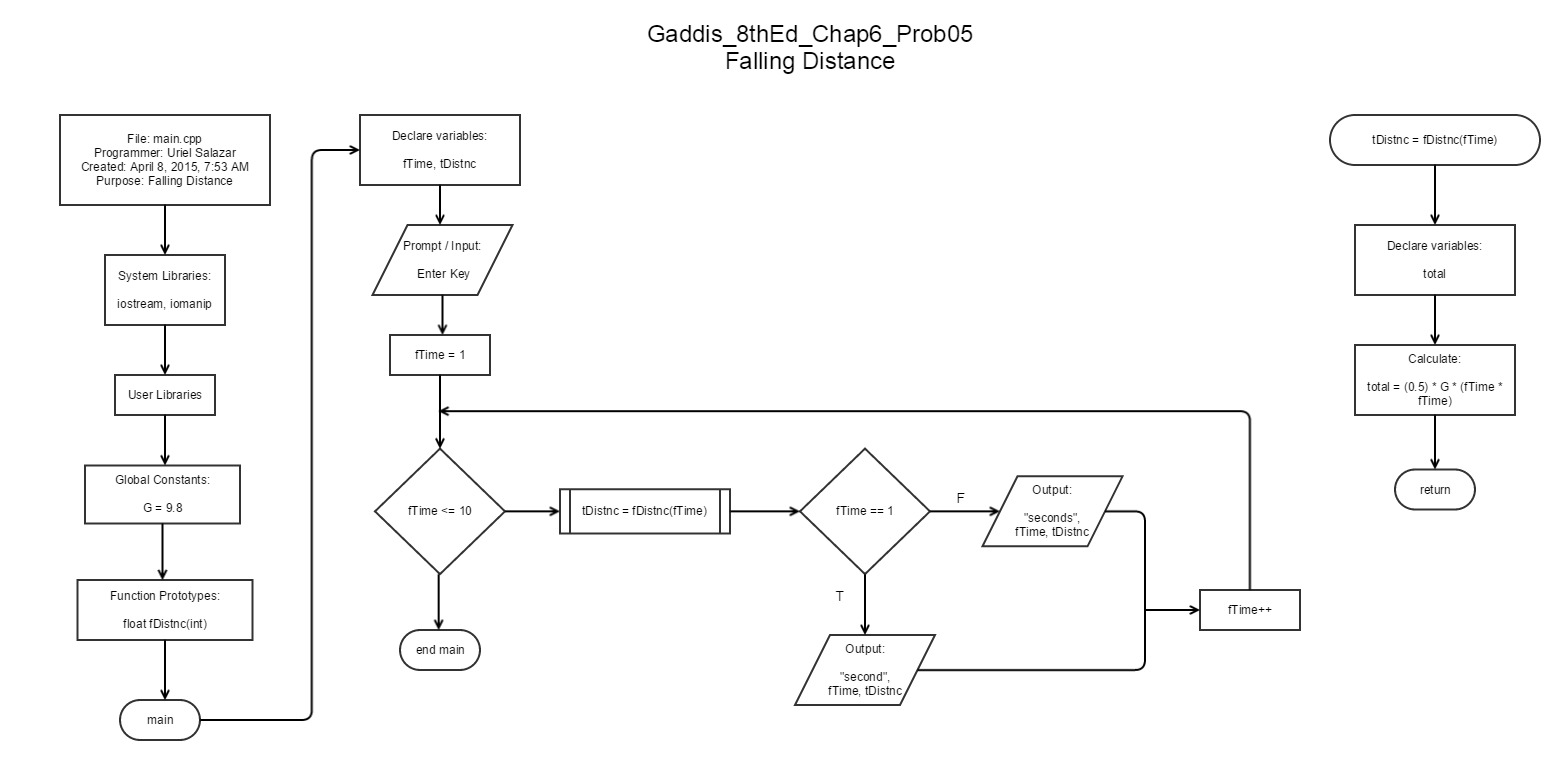 Gaddis_8thEd_Chap6_Prob05
Falling Distance
File: main.cpp
Programmer: Uriel Salazar
Created: April 8, 2015, 7:53 AM
Purpose: Falling Distance
System Libraries:
iostream, iomanip
User Libraries
Global Constants:
G = 9.8
Function Prototypes:
float fDistnc(int)
main
Declare variables:
fTime, tDistnc
Prompt / Input:
Enter Key
fTime = 1
fTime <= 10
end main
tDistnc = fDistnc(fTime)
fTime == 1
F
Output:
"seconds",
fTime, tDistnc
T
Output:
"second",
fTime, tDistnc
fTime++
tDistnc = fDistnc(fTime)
Declare variables:
total
Calculate:
total = (0.5) * G * (fTime *
fTime)
return